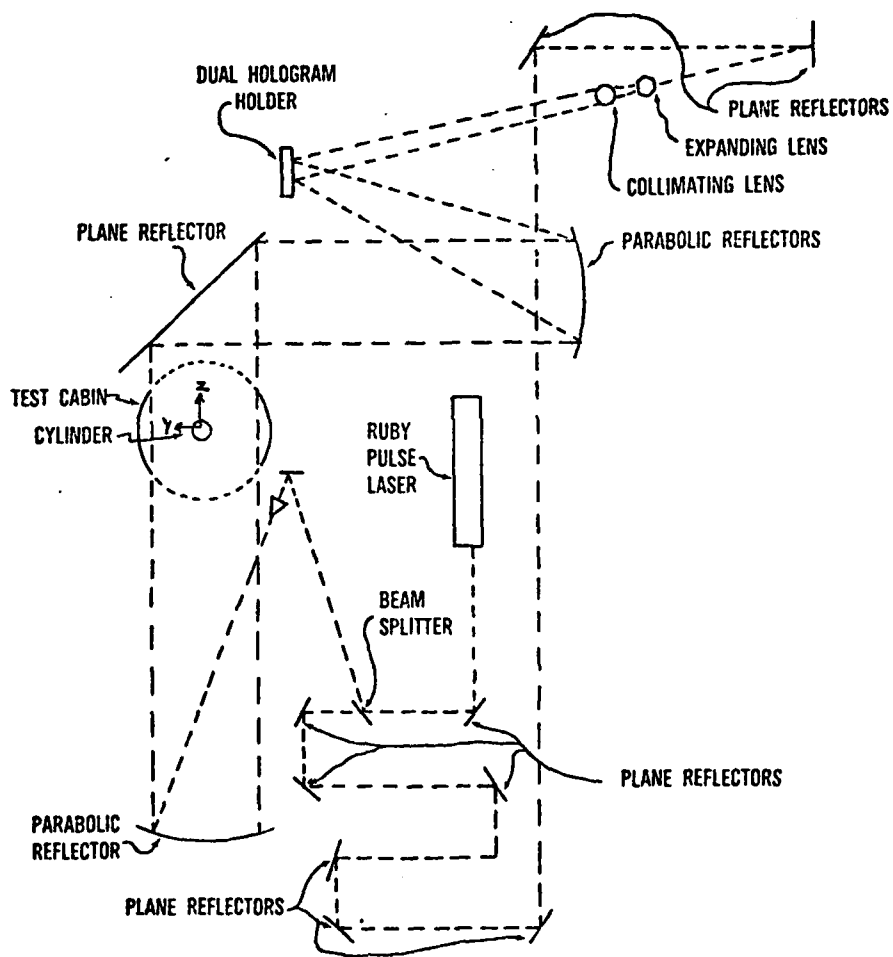 DUAL HOLOGRAM
HOLDER
PLANE REFLECTORS
EXPANDING LENS
COLLIMATING LENS
PLANE REFLECTOR
PARABOLIC REFLECTORS
TEST CABIN
Z
Y
CYLINDER
RUBY
PULSE
LASER
BEAM
SPLITTER
PLANE REFLECTORS
PARABOLIC
REFLECTOR
PLANE REFLECTORS